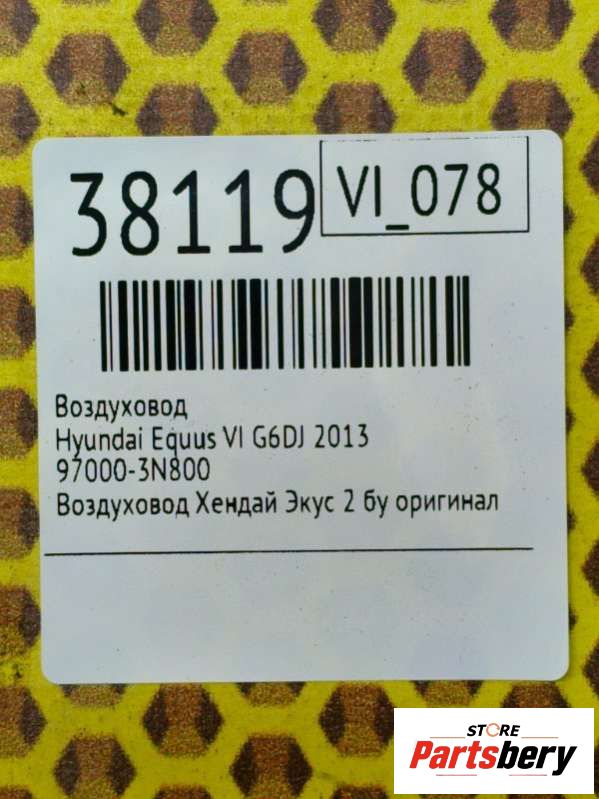 38119
VI_078
Воздуховод
Hyundai Equus VI G6DJ 2013
97000-3N800
Воздуховод Хендай Экус 2 бу оригинал
STORE
Partsbery